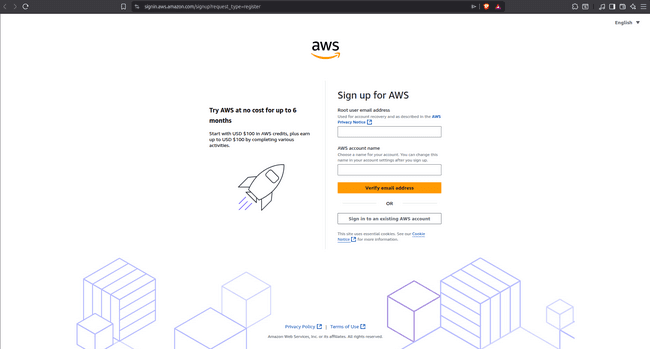 signin.aws.amazon.com/signup?request_type=register
English
aws
Try AWS at no cost for up to 6
months
Start with USD $100 in AWS credits, plus earn
up to USD $100 by completing various
activities.
Sign up for AWS
Root user email address
Used for account recovery and as described in the AWS
Privacy Notice
AWS account name
Choose a name for your account. You can change this
name in your account settings after you sign up.
Verify email address
OR
Sign in to an existing AWS account
This site uses essential cookies. See our Cookie
Notice for more information.
Privacy Policy | Terms of Use
Amazon Web Services, Inc. or its affiliates. All rights reserved.